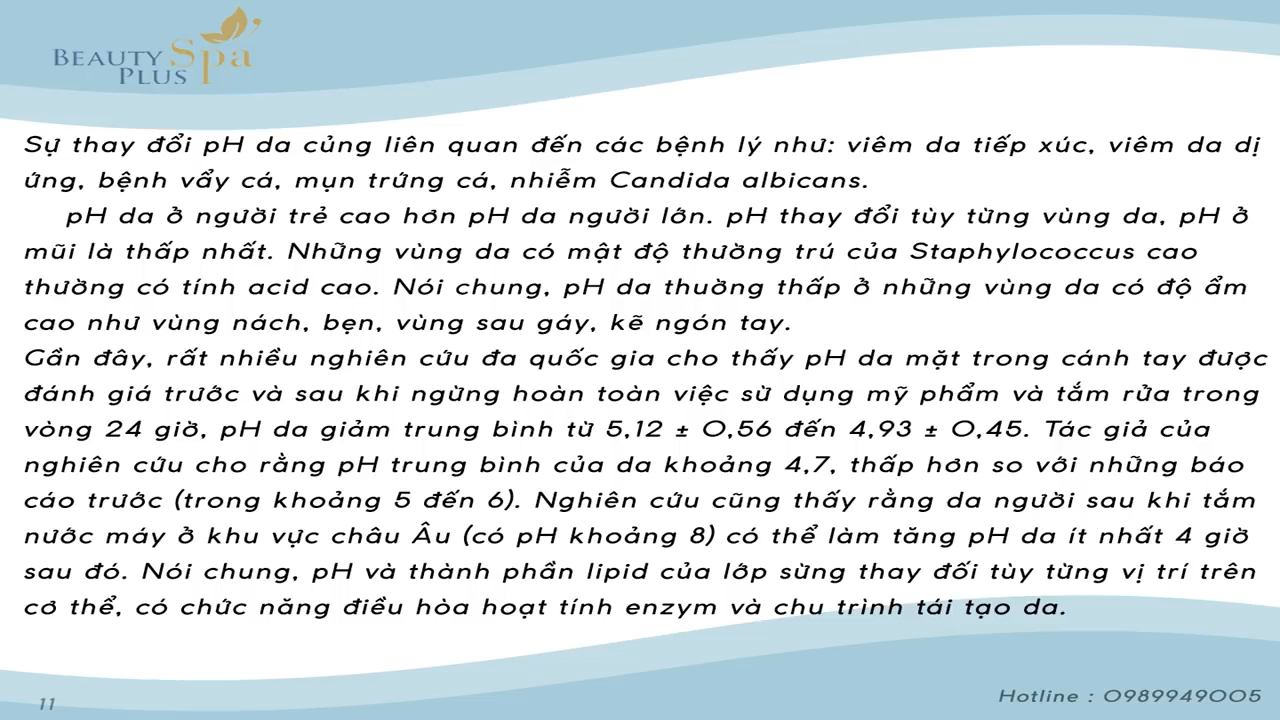 BEAUTY Spa
PLUS
Sự thay đổi pH da củng liên quan đến các bệnh lý như: viêm da tiếp xúc, viêm da dị
ứng, bệnh vẩy cá, mụn trứng cá, nhiễm Candida albicans.
pH da ở người trẻ cao hơn pH da người lớn. pH thay đổi tùy từng vùng da, pH ở
mũi là thấp nhất. Những vùng da có mật độ thường trú của Staphylococcus cao
thường có tính acid cao. Nói chung, pH da thuờng thấp ở những vùng da có độ ẩm
cao như vùng nách, bẹn, vùng sau gáy, kẽ ngón tay.
Gần đây, rất nhiều nghiên cứu đa quốc gia cho thấy pH da mặt trong cánh tay được
đánh giá trước và sau khi ngừng hoàn toàn việc sừ dụng mỹ phẩm và tắm rửa trong
vòng 24 giờ, pH da giảm trung bình từ 5,12 ± 0,56 đến 4,93 ± 0,45. Tác giả của
nghiên cứu cho rằng pH trung bình của da khoảng 4,7, thấp hơn so với những báo
cáo trước (trong khoảng 5 đến 6). Nghiên cứu cũng thấy rằng da người sau khi tắm
nước máy ở khu vực châu Âu (có pH khoảng 8) có thể làm tăng pH da ít nhất 4 giờ
sau đó. Nói chung, pH và thành phần lipid của lớp sừng thay đối tùy từng vị trí trên
cơ thể, có chức năng điều hòa hoạt tính enzym và chu trình tái tạo da.
11
Hotline : 0989949005